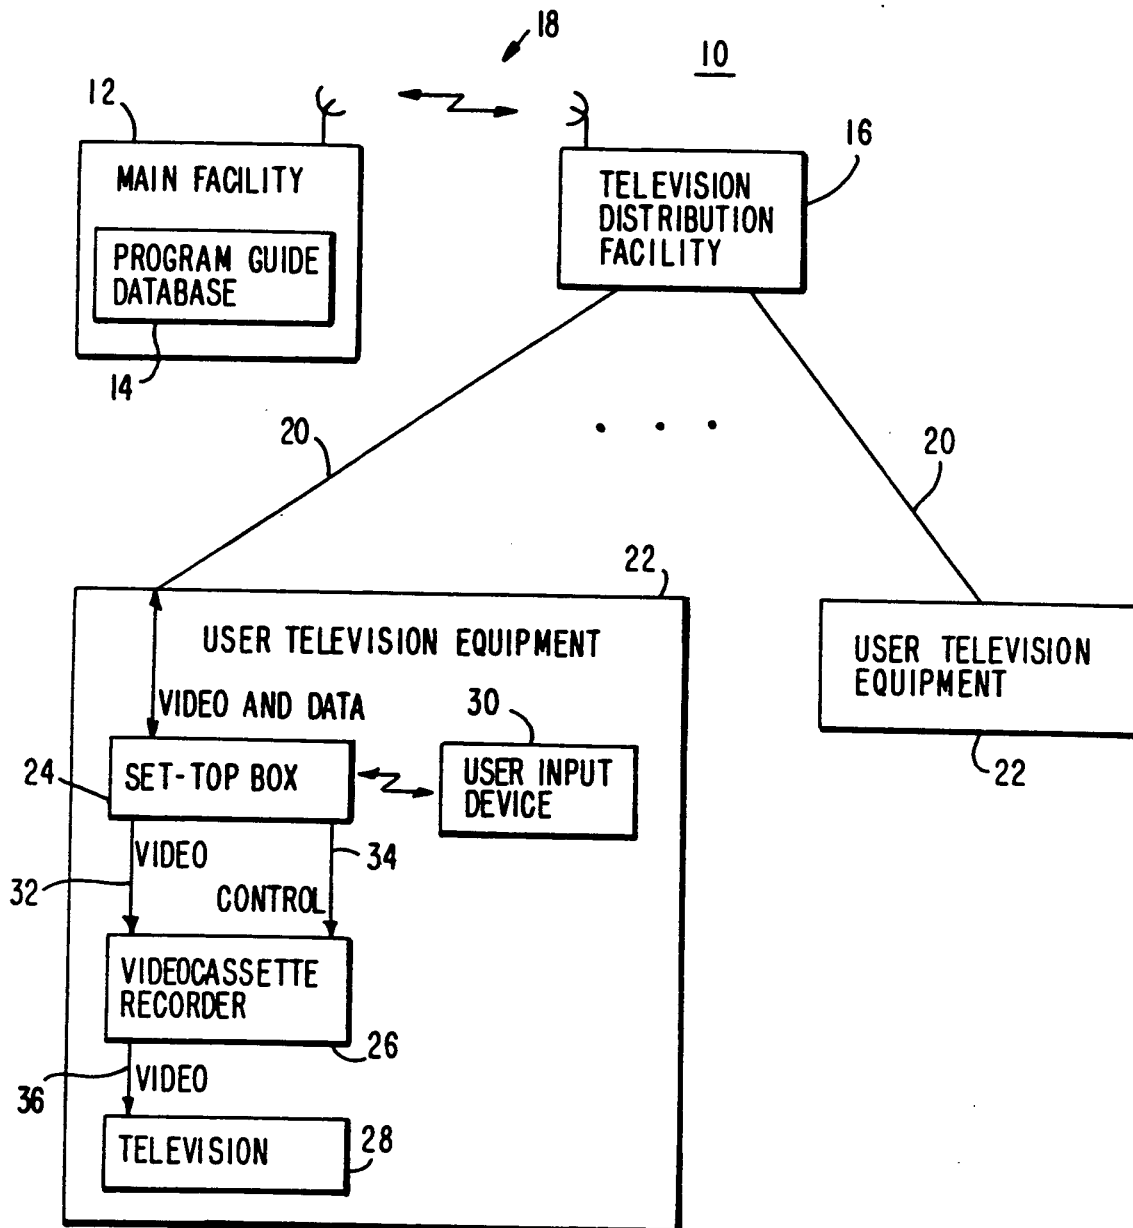 18
10
12
16
MAIN FACILITY
TELEVISION
DISTRIBUTION
FACILITY
PROGRAM GUIDE
DATABASE
14
20
20
22
USER TELEVISION EQUIPMENT
USER TELEVISION
EQUIPMENT
22
VIDEO AND DATA
30
24
SET-TOP BOX
USER INPUT
DEVICE
VIDEO
34
32
CONTROL
VIDEOCASSETTE
RECORDER
26
36
VIDEO
TELEVISION
28